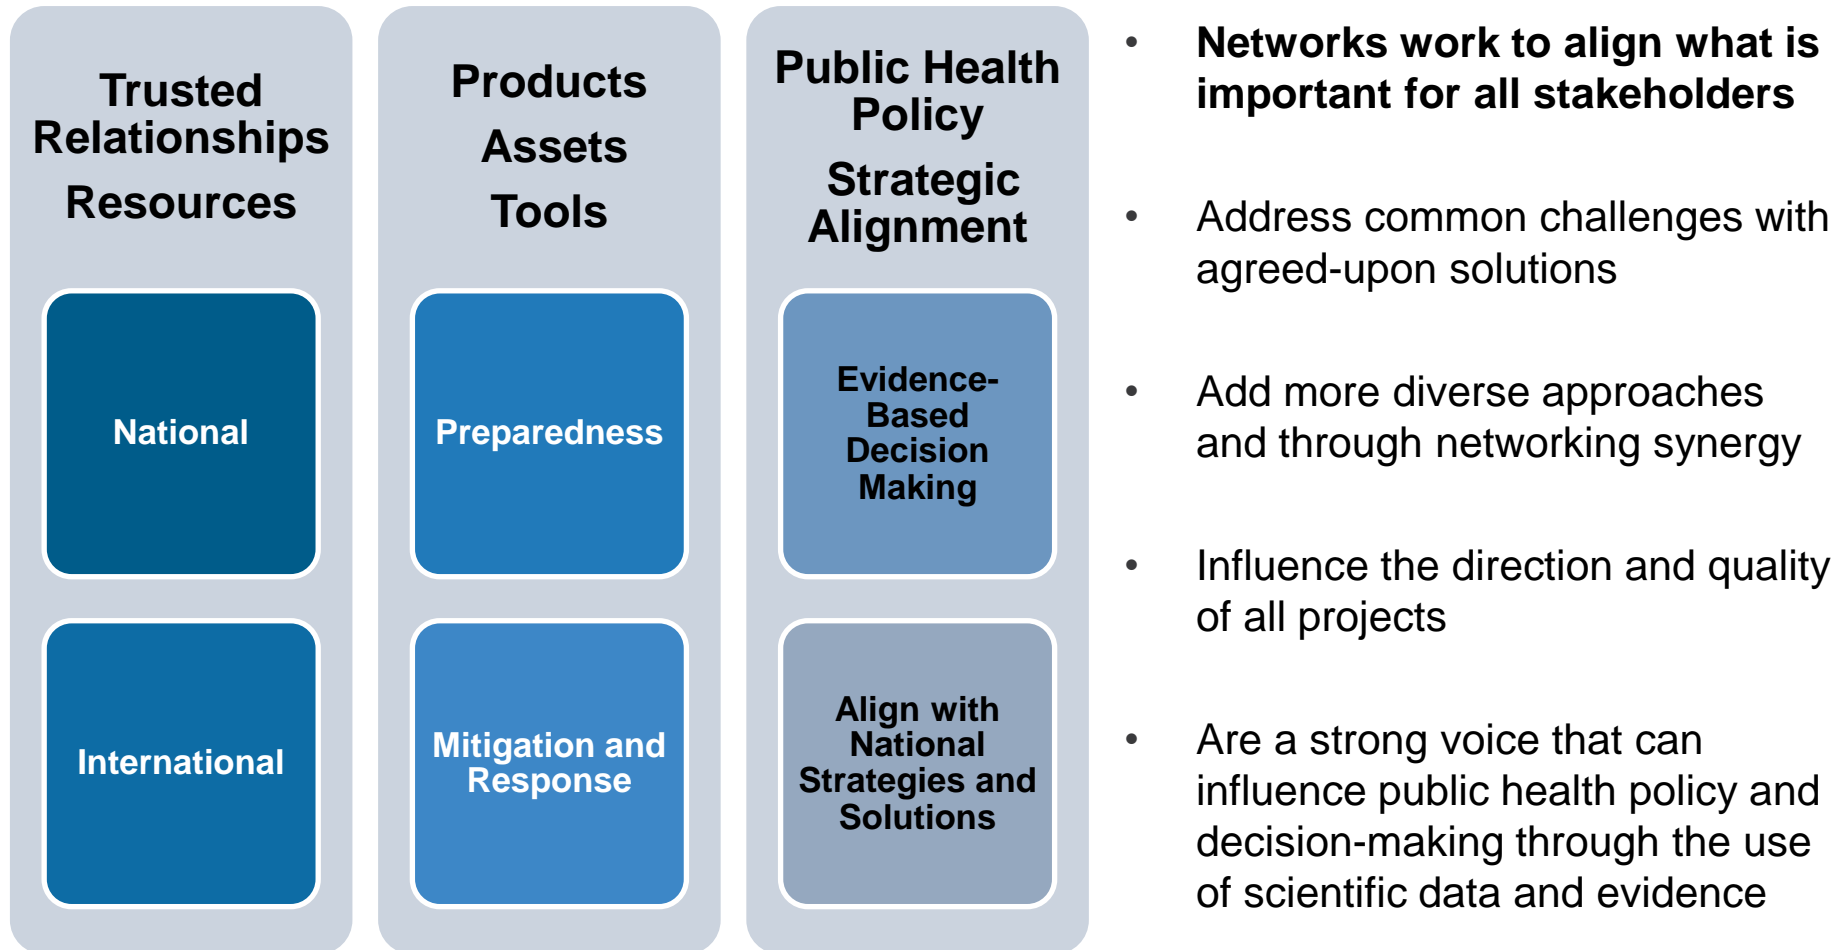 Trusted
Relationships
Resources
National
International
Products
Assets
Tools
Preparedness
Mitigation and
Response
Public Health
Policy
Strategic
Alignment
Evidence-
Based
Decision
Making
Align with
National
Strategies and
Solutions
• Networks work to align what is
important for all stakeholders
• Address common challenges with
agreed-upon solutions
• Add more diverse approaches
and through networking synergy
• Influence the direction and quality
of all projects
• Are a strong voice that can
influence public health policy and
decision-making through the use
of scientific data and evidence